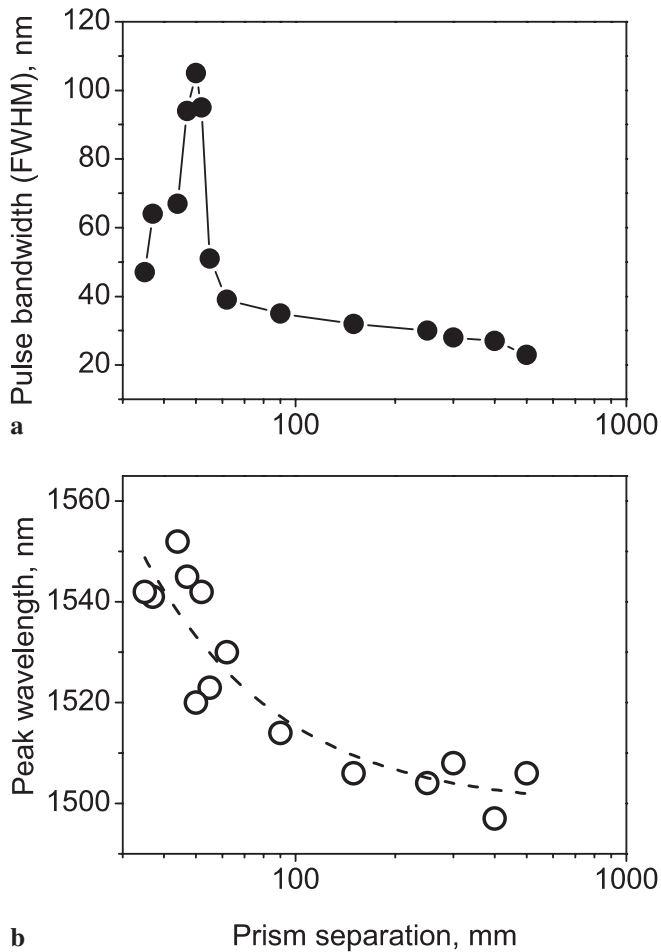 120
100
80
60
40
20
Pulse bandwidth (FWHM), nm
100
1000
a
1560
1540
1520
1500
Peak wavelength, nm
100
1000
b
Prism separation, mm